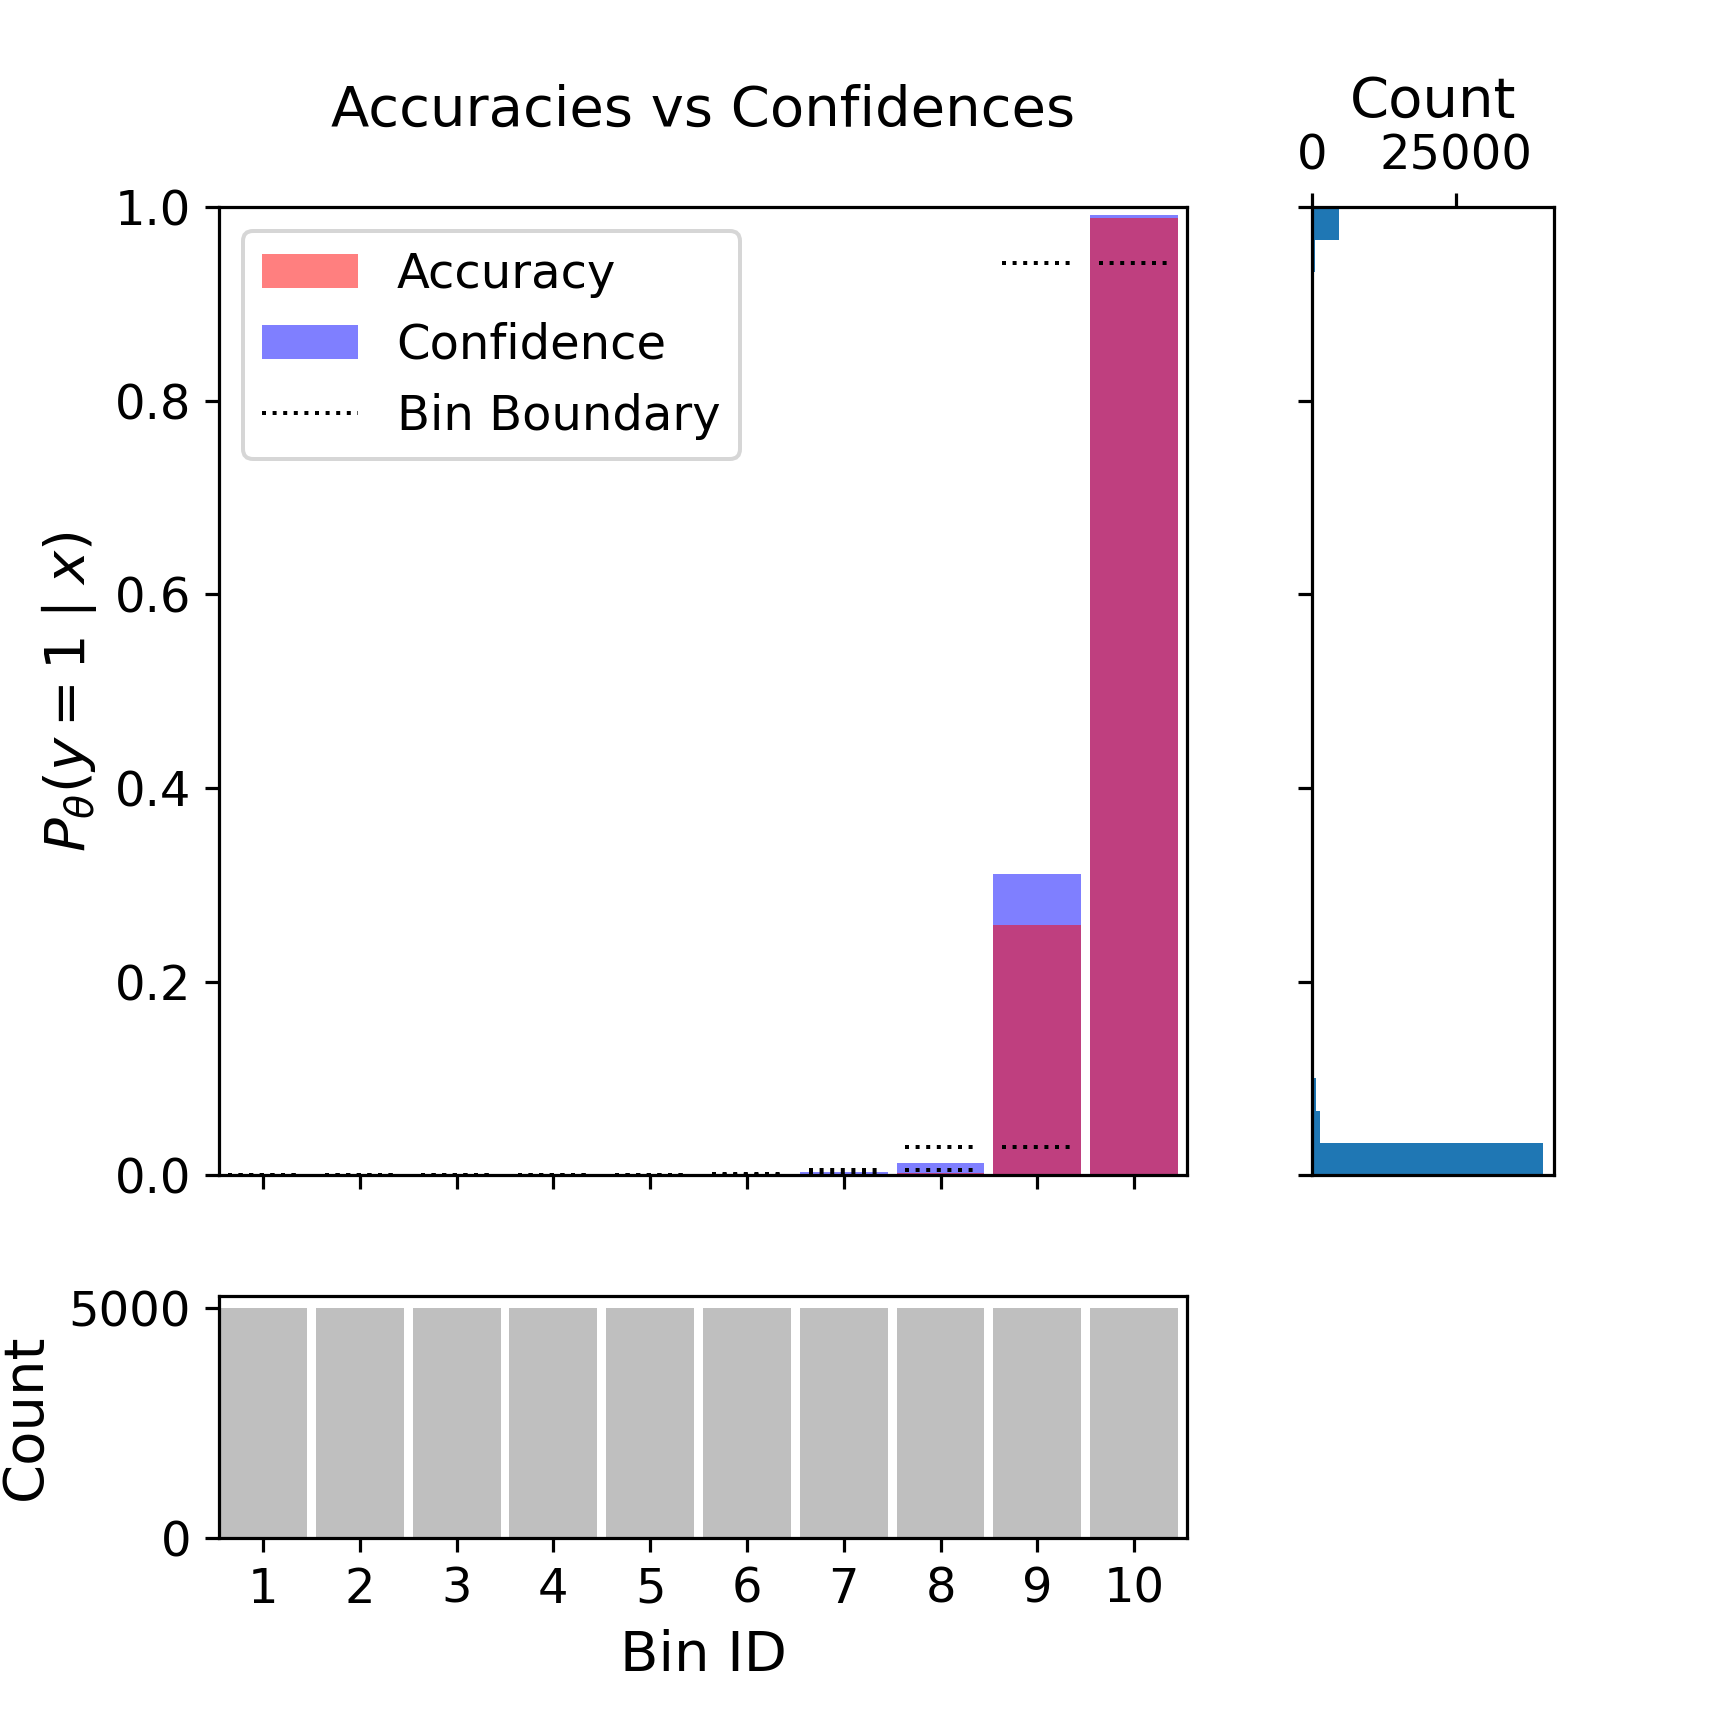 Accuracies vs Confidences
Count
0 25000
1.0
0.8
0.6
0.4
0.2
0.0
Accuracy
Confidence
Bin Boundary
P_θ(y = 1 | x)
5000
0
Count
1 2 3 4 5 6 7 8 9 10
Bin ID